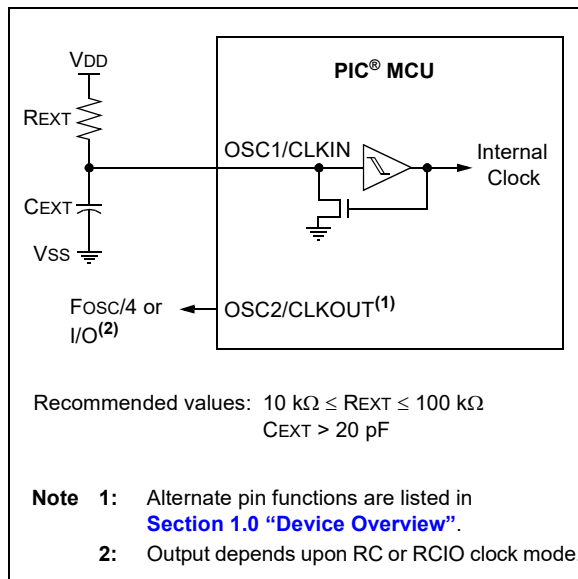 VDD
PIC® MCU
REXT
OSC1/CLKIN
Internal
Clock
CEXT
VSS
FOSC/4 or
I/O(2)
OSC2/CLKOUT(1)
Recommended values: 10 kΩ ≤ REXT ≤ 100 kΩ
CEXT > 20 pF
Note 1: Alternate pin functions are listed in
Section 1.0 “Device Overview”.
2: Output depends upon RC or RCIO clock mode.